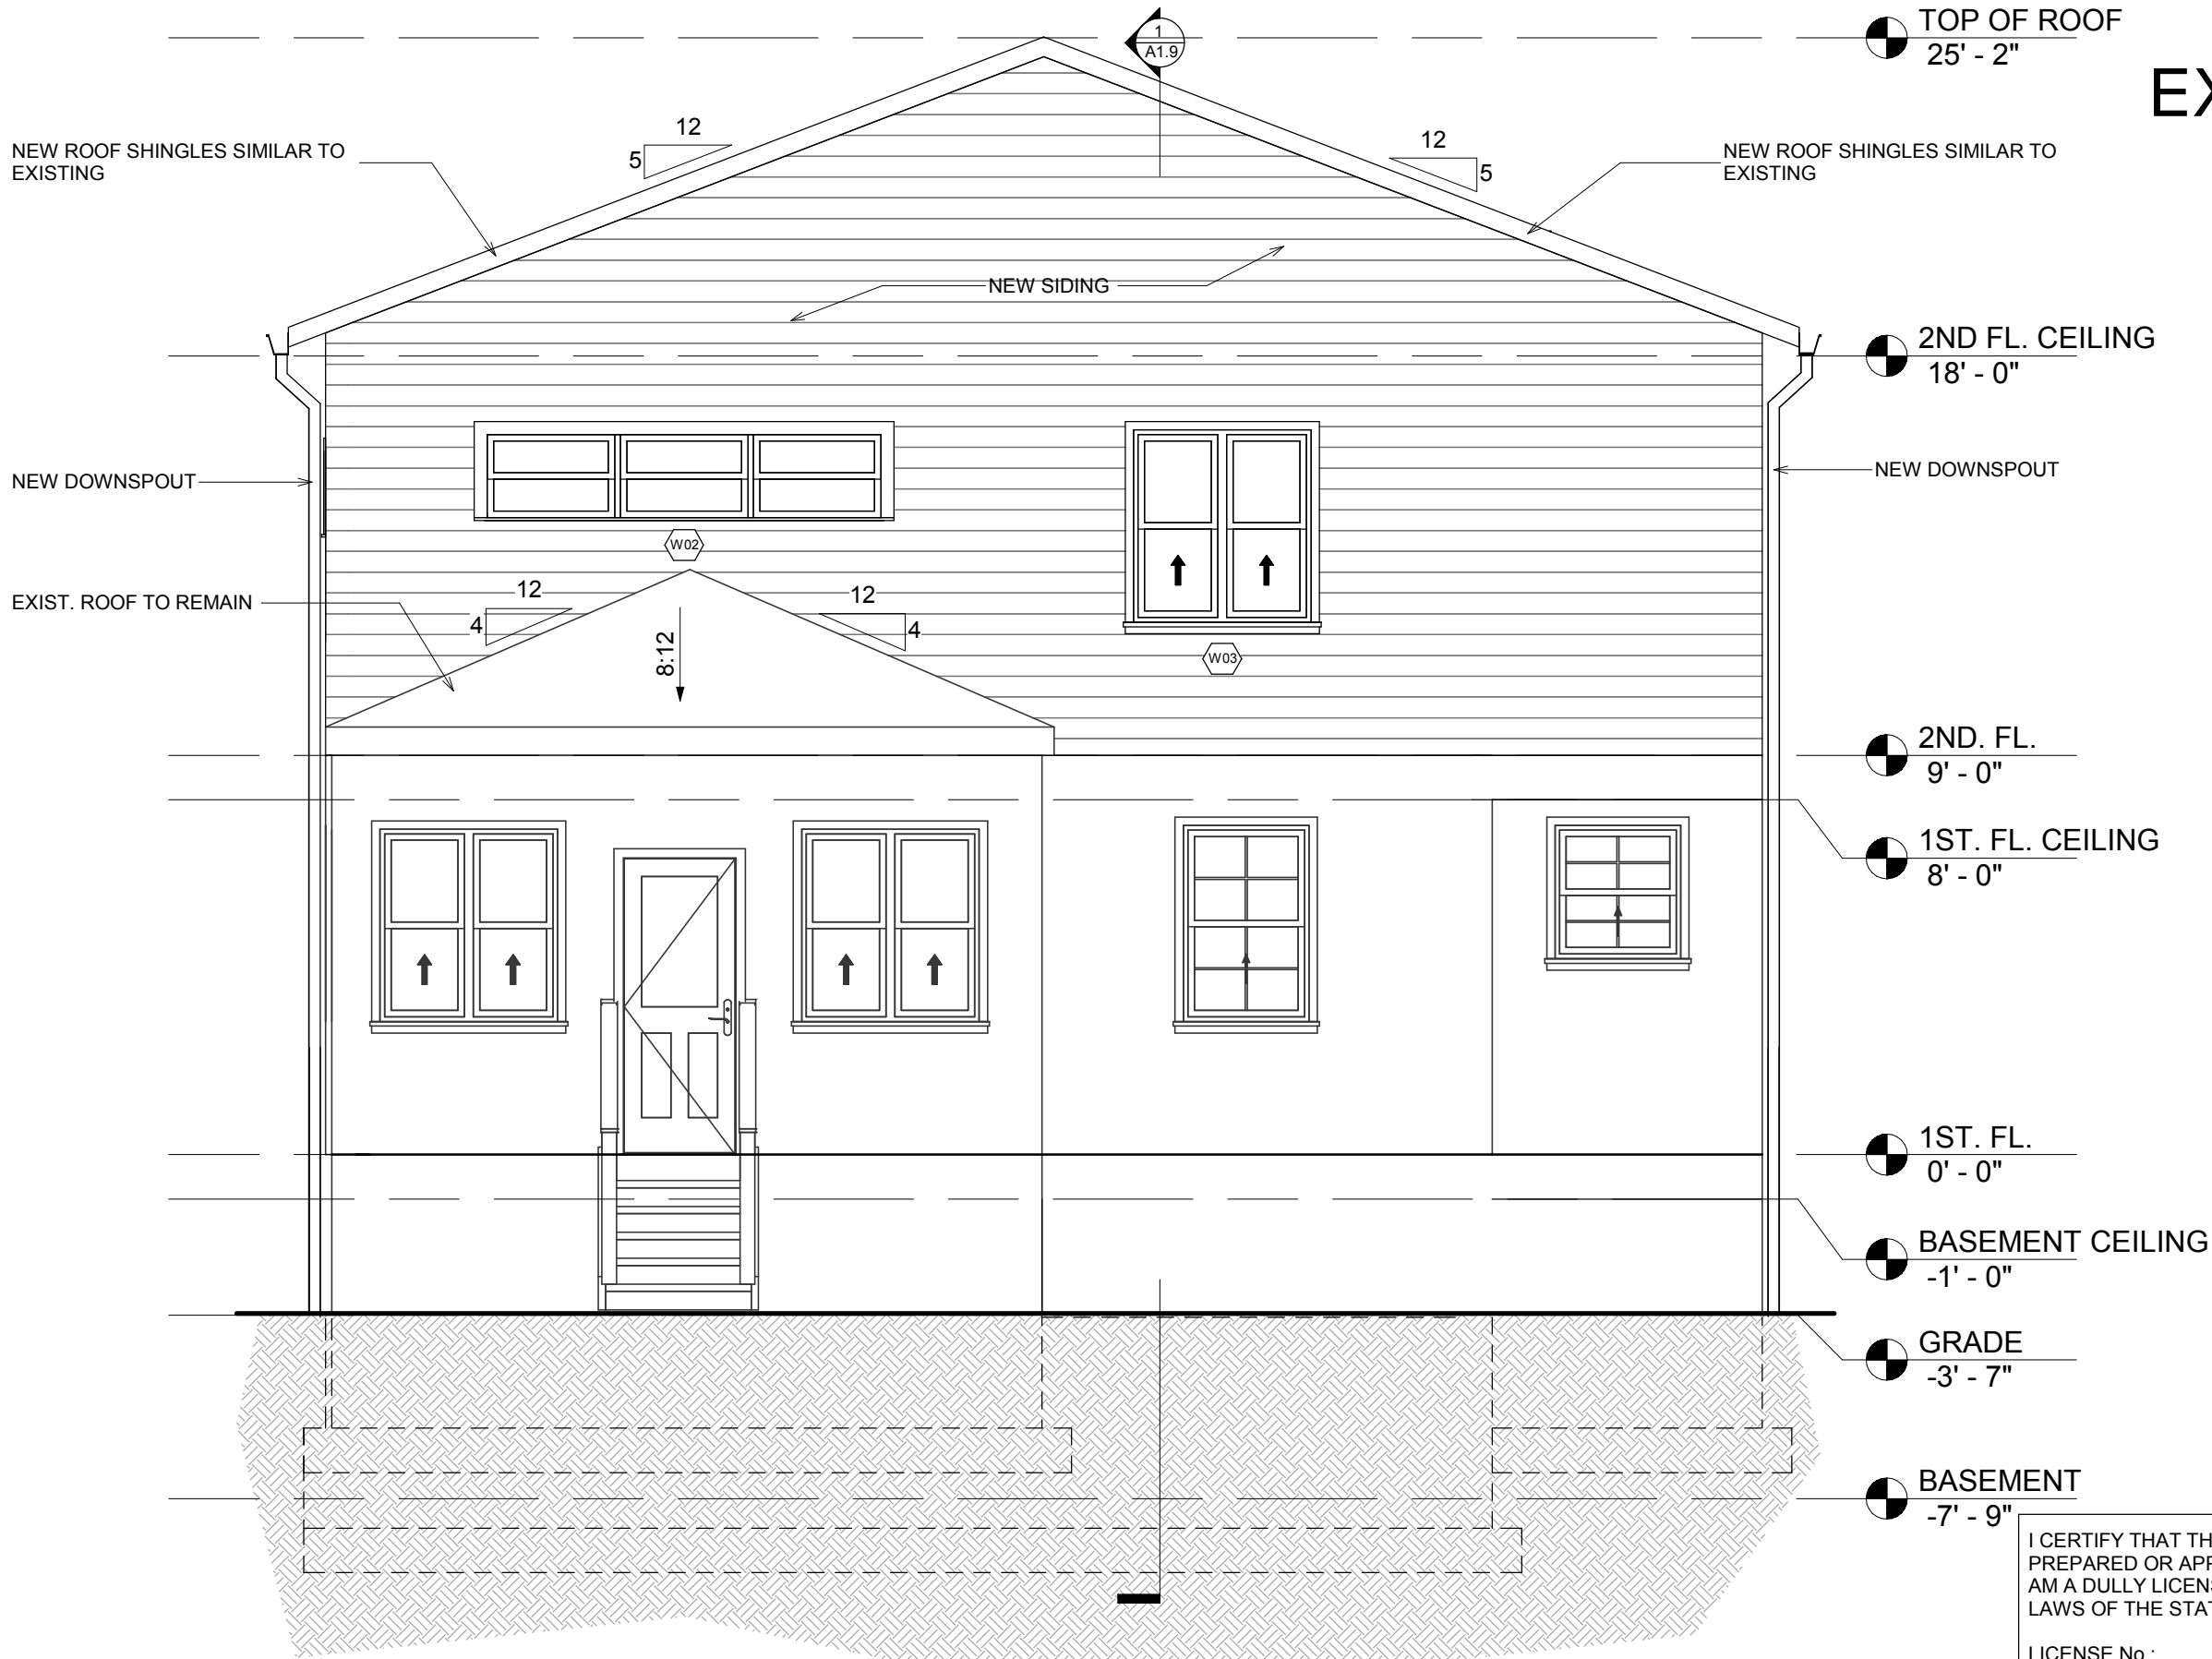 TOP OF ROOF
25' - 2"
1
A1.9
EX
12
5
12
5
NEW ROOF SHINGLES SIMILAR TO
EXISTING
NEW ROOF SHINGLES SIMILAR TO
EXISTING
NEW SIDING
2ND FL. CEILING
18' - 0"
NEW DOWNSPOUT
NEW DOWNSPOUT
W02
EXIST. ROOF TO REMAIN
12
4
12
4
8:12
W03
2ND. FL.
9' - 0"
1ST. FL. CEILING
8' - 0"
1ST. FL.
0' - 0"
BASEMENT CEILING
-1' - 0"
GRADE
-3' - 7"
BASEMENT
-7' - 9"
I CERTIFY THAT TH
PREPARED OR APP
AM A DULLY LICENS
LAWS OF THE STAT
LICENSE No.: